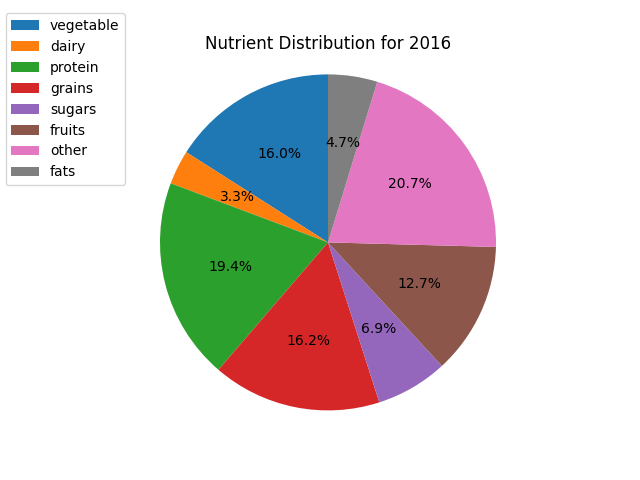 Nutrient Distribution for 2016
vegetable
dairy
protein
grains
sugars
fruits
other
fats
16.0%
3.3%
19.4%
16.2%
6.9%
12.7%
20.7%
4.7%